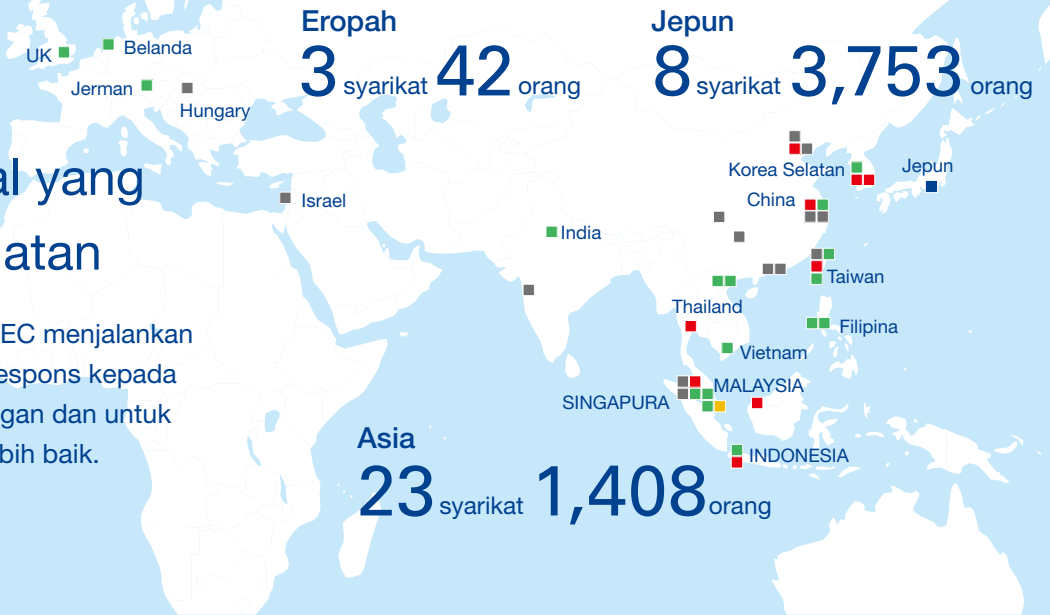 Eropah
3 syarikat 42 orang
Jepun
8 syarikat 3,753 orang
UK
Belanda
Jerman
Hungary
Israel
India
Korea Selatan
Jepun
China
Taiwan
Thailand
Filipina
Vietnam
MALAYSIA
SINGAPURA
INDONESIA
al yang
atan
EC menjalankan
espons kepada
gan dan untuk
bih baik.
Asia
23 syarikat 1,408 orang